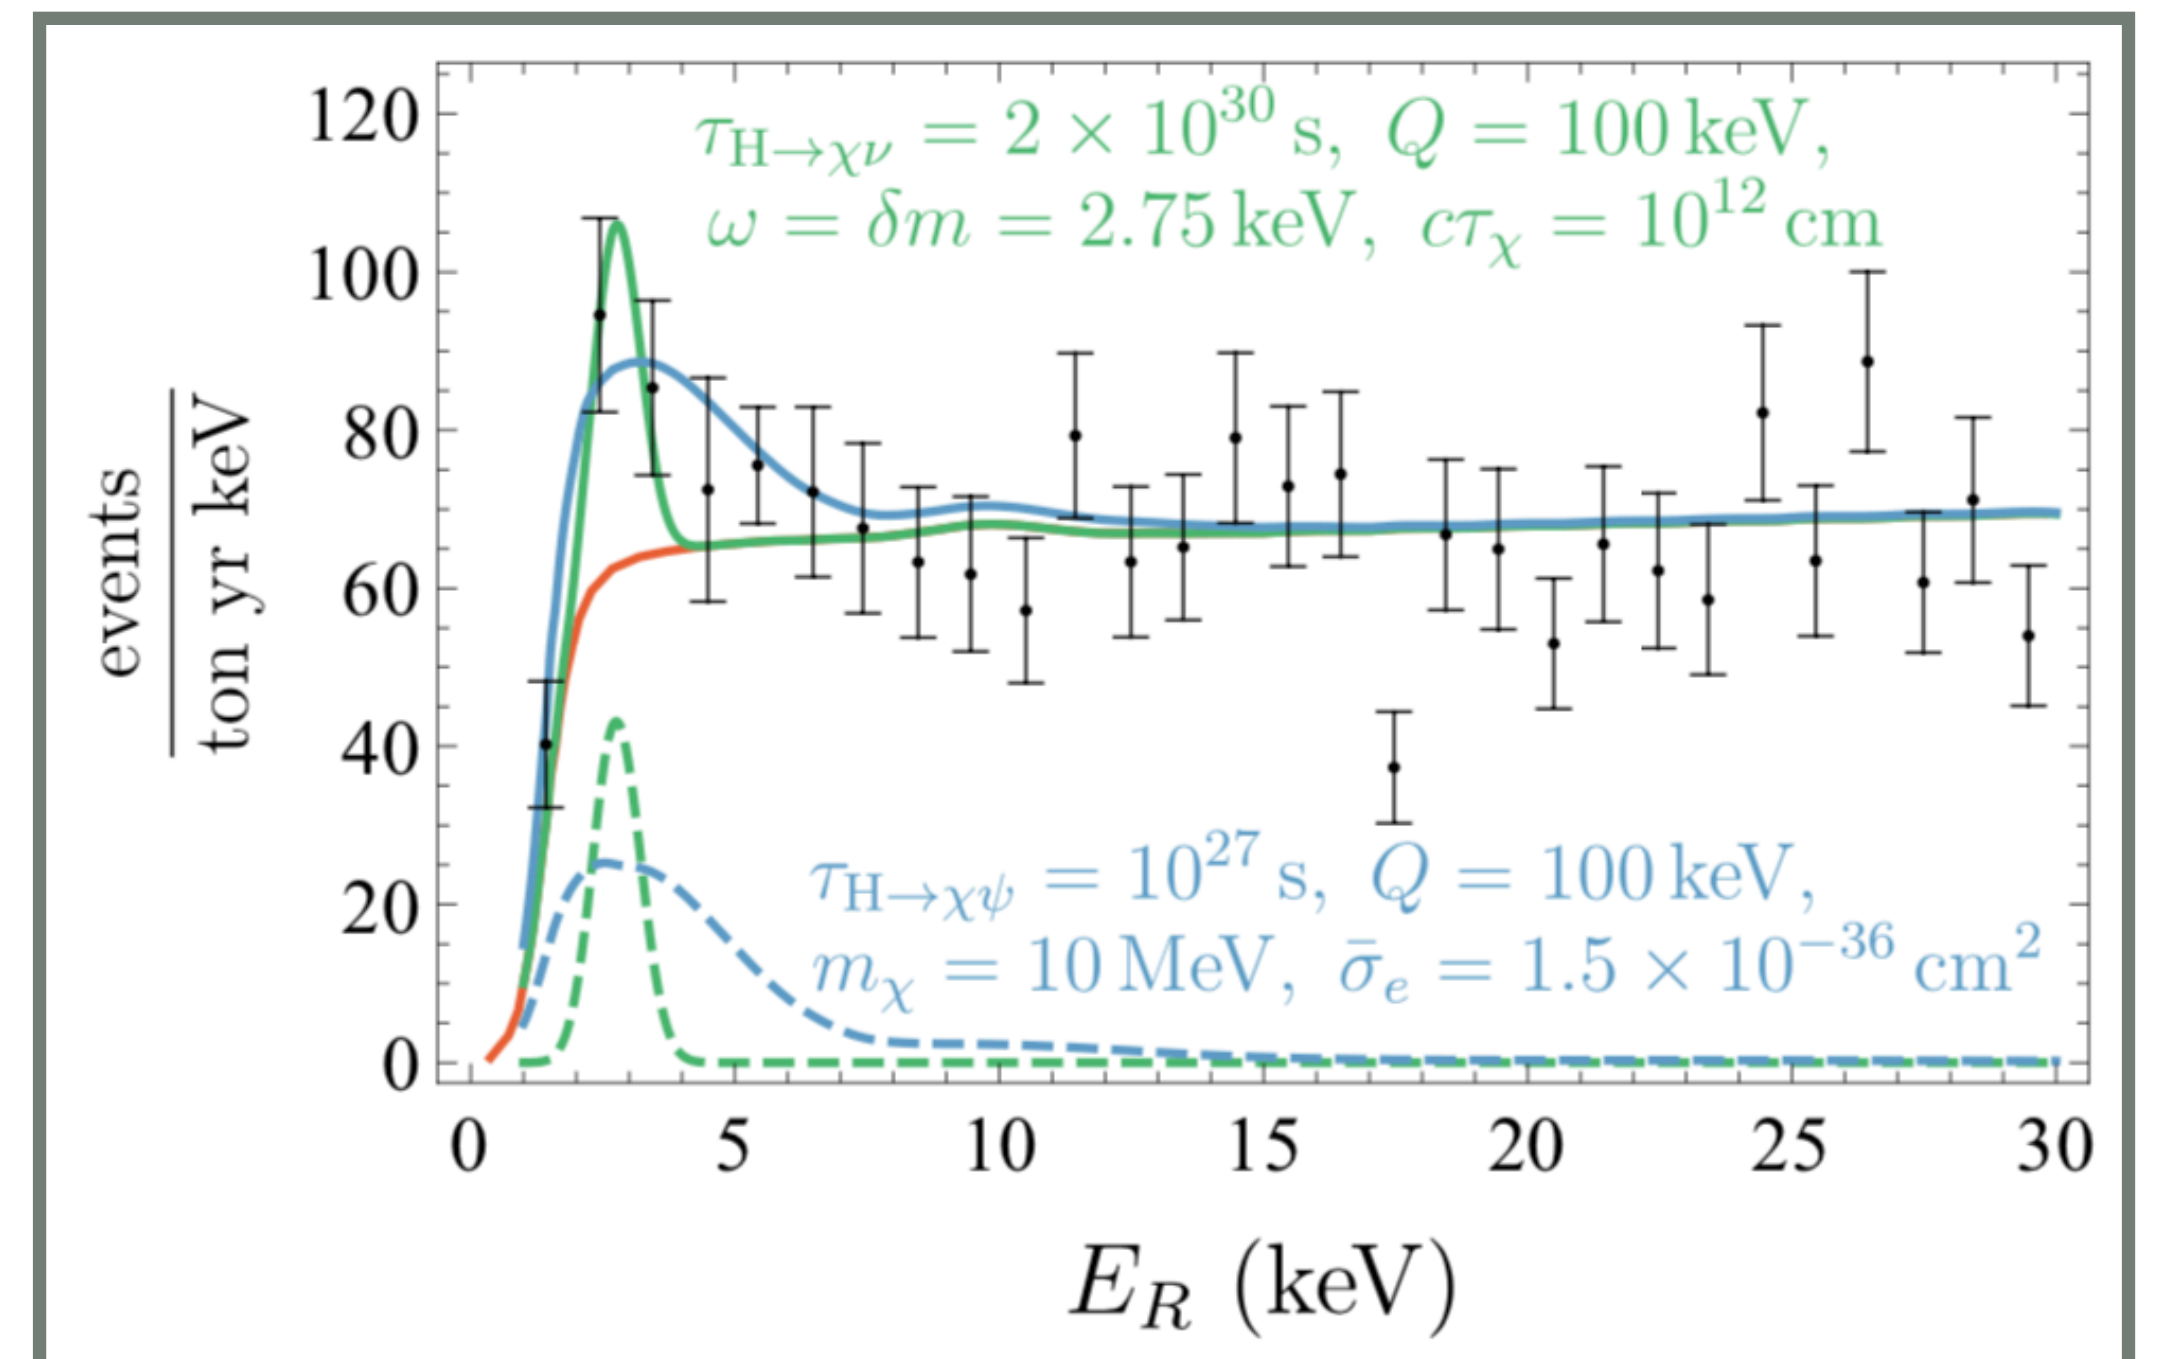 120
100
80
60
40
20
0
events
ton yr keV
τ_{H→χν} = 2 × 10^{30} s, Q = 100 keV,
ω = δm = 2.75 keV, cτ_χ = 10^{12} cm
τ_{H→χψ} = 10^{27} s, Q = 100 keV,
m_χ = 10 MeV, σ̄_e = 1.5 × 10^{−36} cm^2
0 5 10 15 20 25 30
E_R (keV)